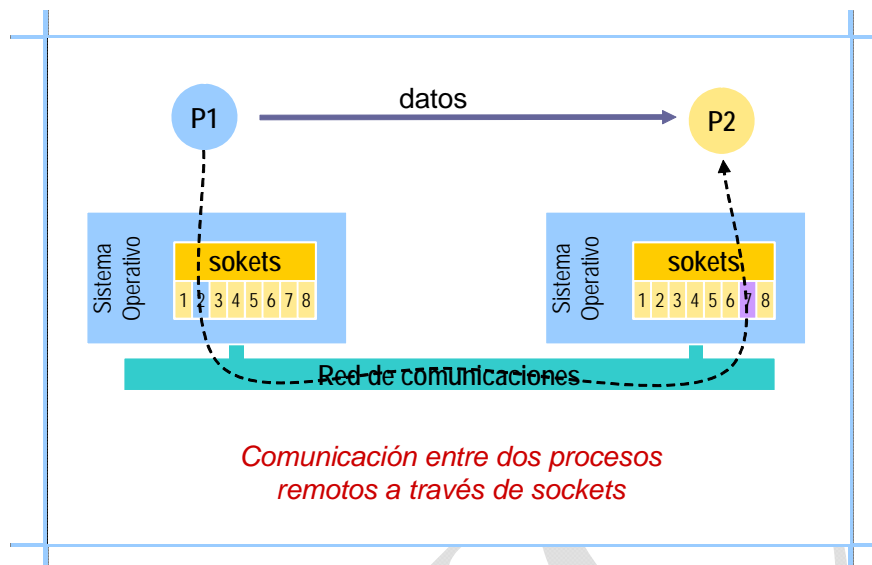 datos
P1
P2
Sistema
Operativo
sokets
1 2 3 4 5 6 7 8
Sistema
Operativo
sokets
1 2 3 4 5 6 7 8
Red de comunicaciones
Comunicación entre dos procesos
remotos a través de sockets